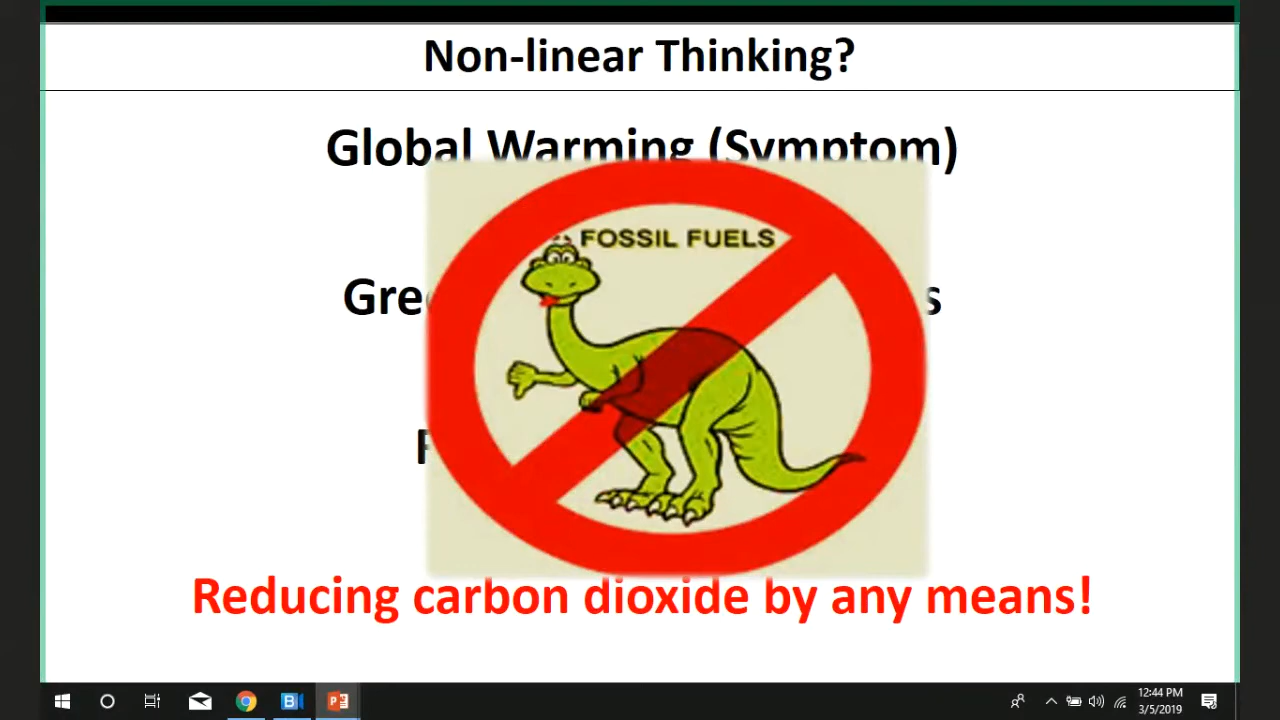 Non-linear Thinking?
Global Warming (Symptom)
FOSSIL FUELS
Reducing carbon dioxide by any means!
12:44 PM
3/5/2019